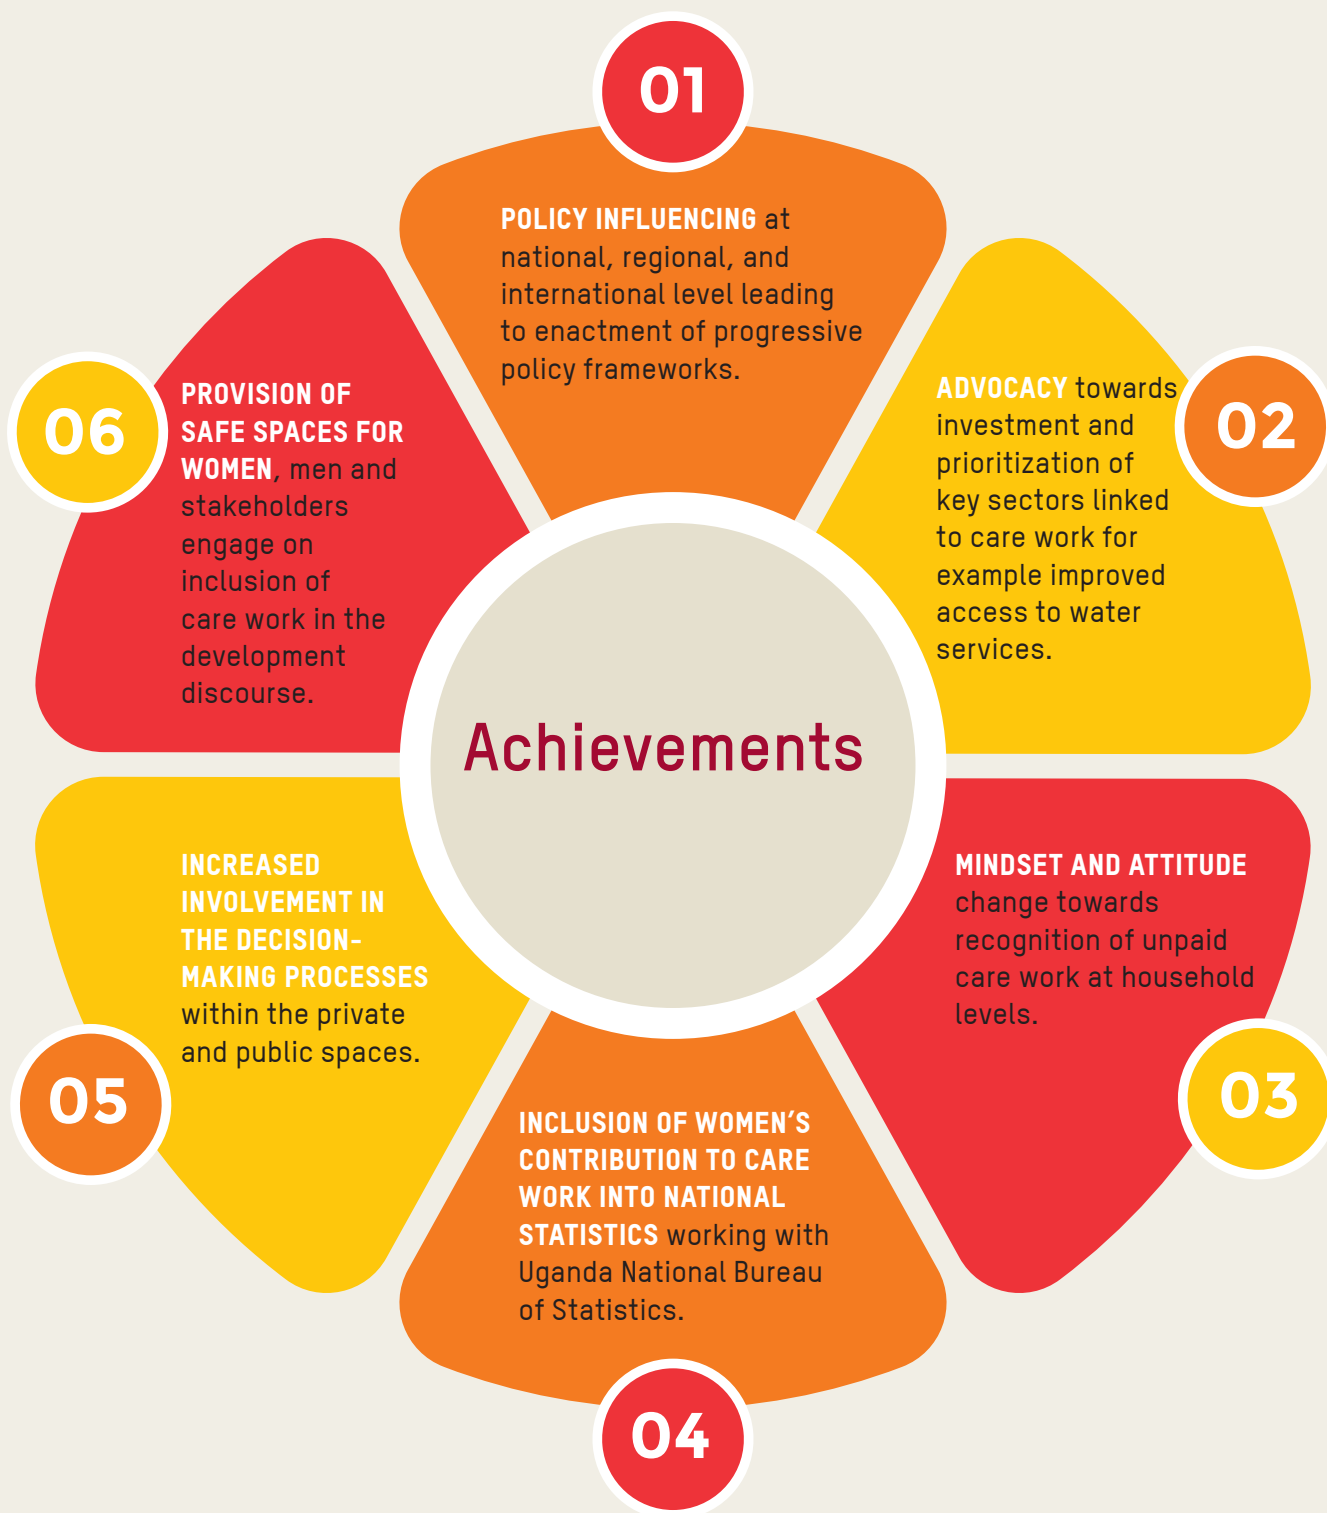 01
POLICY INFLUENCING at
national, regional, and
international level leading
to enactment of progressive
policy frameworks.
02
ADVOCACY towards
investment and
prioritization of
key sectors linked
to care work for
example improved
access to water
services.
03
MINDSET AND ATTITUDE
change towards
recognition of unpaid
care work at household
levels.
04
INCLUSION OF WOMEN’S
CONTRIBUTION TO CARE
WORK INTO NATIONAL
STATISTICS working with
Uganda National Bureau
of Statistics.
05
INCREASED
INVOLVEMENT IN
THE DECISION-
MAKING PROCESSES
within the private
and public spaces.
06
PROVISION OF
SAFE SPACES FOR
WOMEN, men and
stakeholders
engage on
inclusion of
care work in the
development
discourse.
Achievements